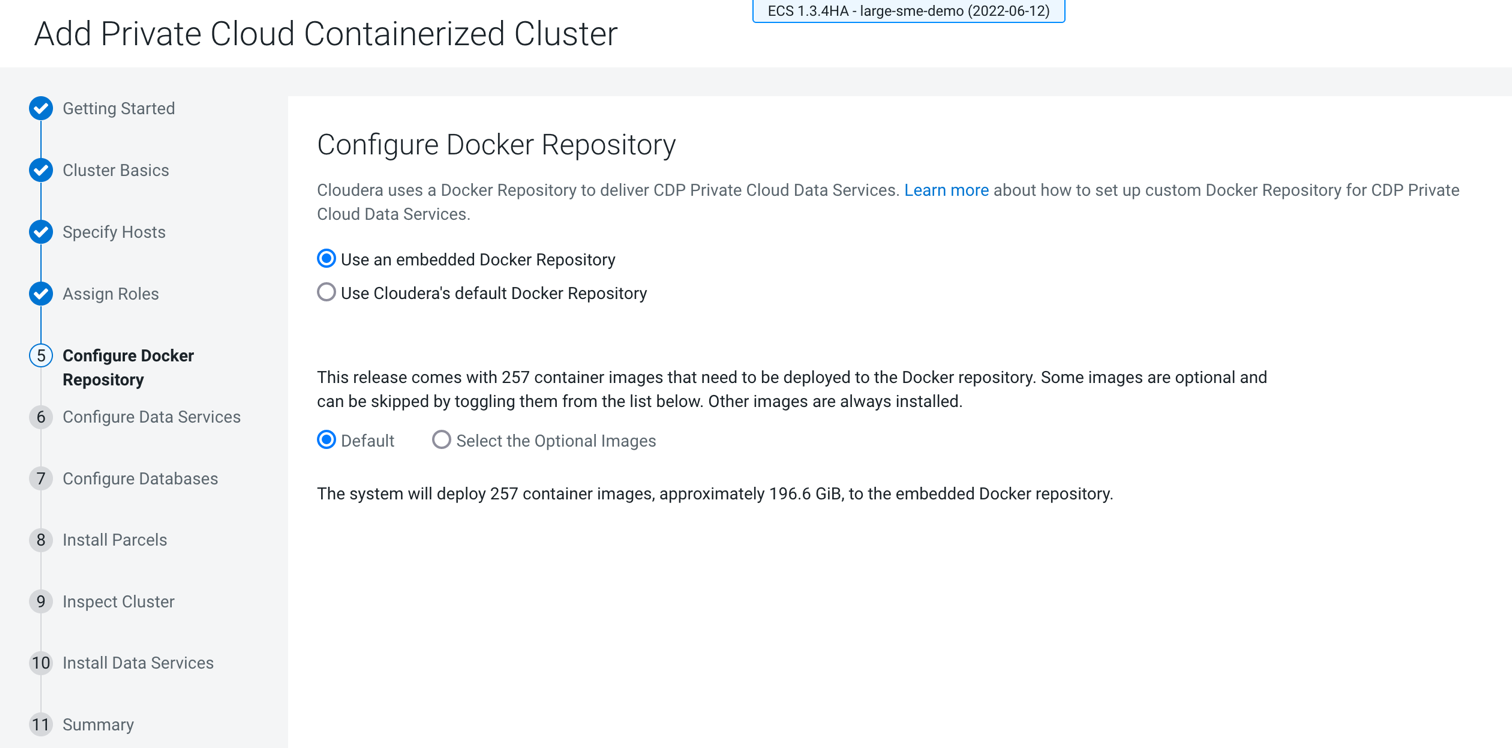 ECS 1.3.4HA - large-sme-demo (2022-06-12)
Add Private Cloud Containerized Cluster
Getting Started
Cluster Basics
Specify Hosts
Assign Roles
5 Configure Docker
Repository
6 Configure Data Services
7 Configure Databases
8 Install Parcels
9 Inspect Cluster
10 Install Data Services
11 Summary
Configure Docker Repository
Cloudera uses a Docker Repository to deliver CDP Private Cloud Data Services. Learn more about how to set up custom Docker Repository for CDP Private
Cloud Data Services.
Use an embedded Docker Repository
Use Cloudera's default Docker Repository
This release comes with 257 container images that need to be deployed to the Docker repository. Some images are optional and
can be skipped by toggling them from the list below. Other images are always installed.
Default Select the Optional Images
The system will deploy 257 container images, approximately 196.6 GiB, to the embedded Docker repository.